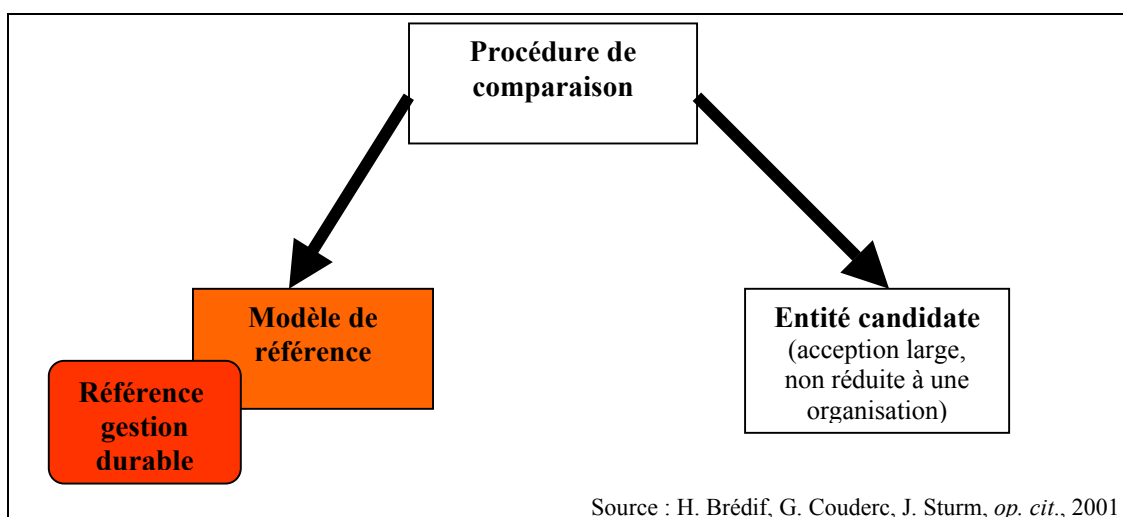 Procédure de
comparaison
Modèle de
référence
Référence
gestion
durable
Entité candidate
(acception large,
non réduite à une
organisation)
Source : H. Brédif, G. Couderc, J. Sturm, op. cit., 2001